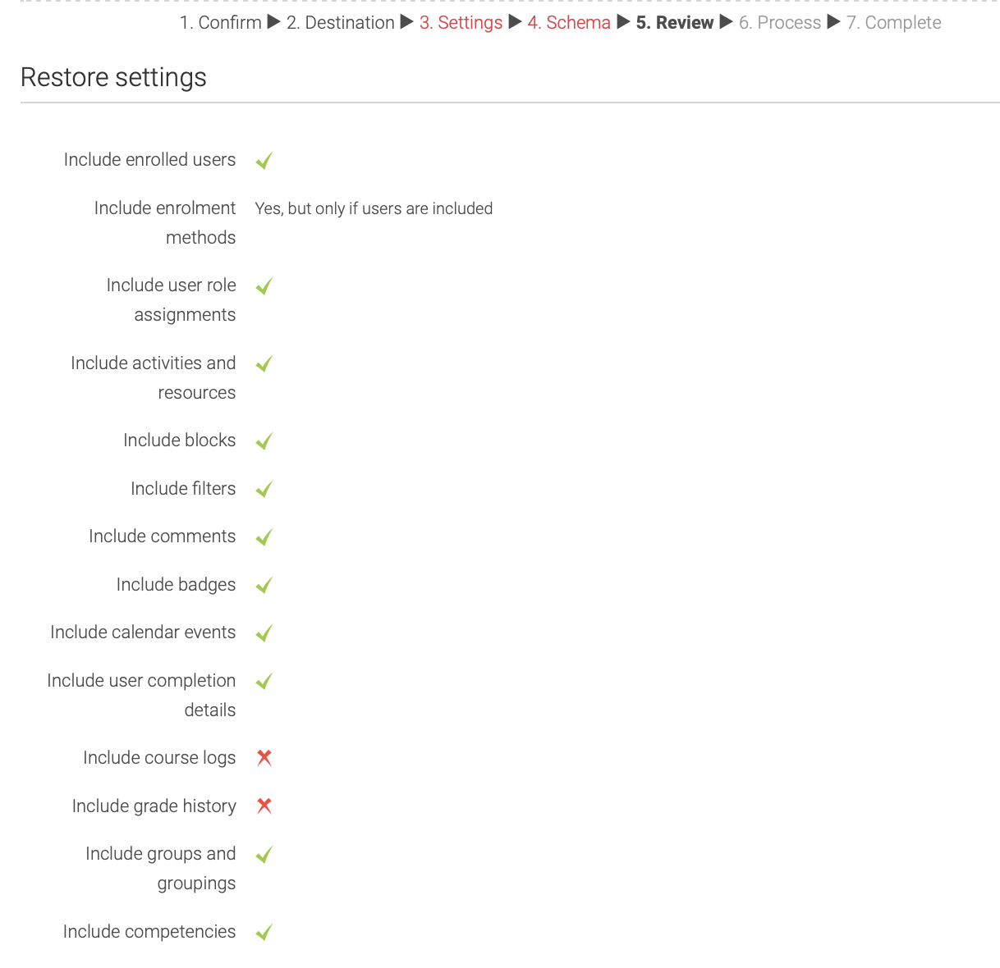 1. Confirm ▶ 2. Destination ▶ 3. Settings ▶ 4. Schema ▶ 5. Review ▶ 6. Process ▶ 7. Complete
Restore settings
Include enrolled users
Include enrolment Yes, but only if users are included
methods
Include user role
assignments
Include activities and
resources
Include blocks
Include filters
Include comments
Include badges
Include calendar events
Include user completion
details
Include course logs
Include grade history
Include groups and
groupings
Include competencies